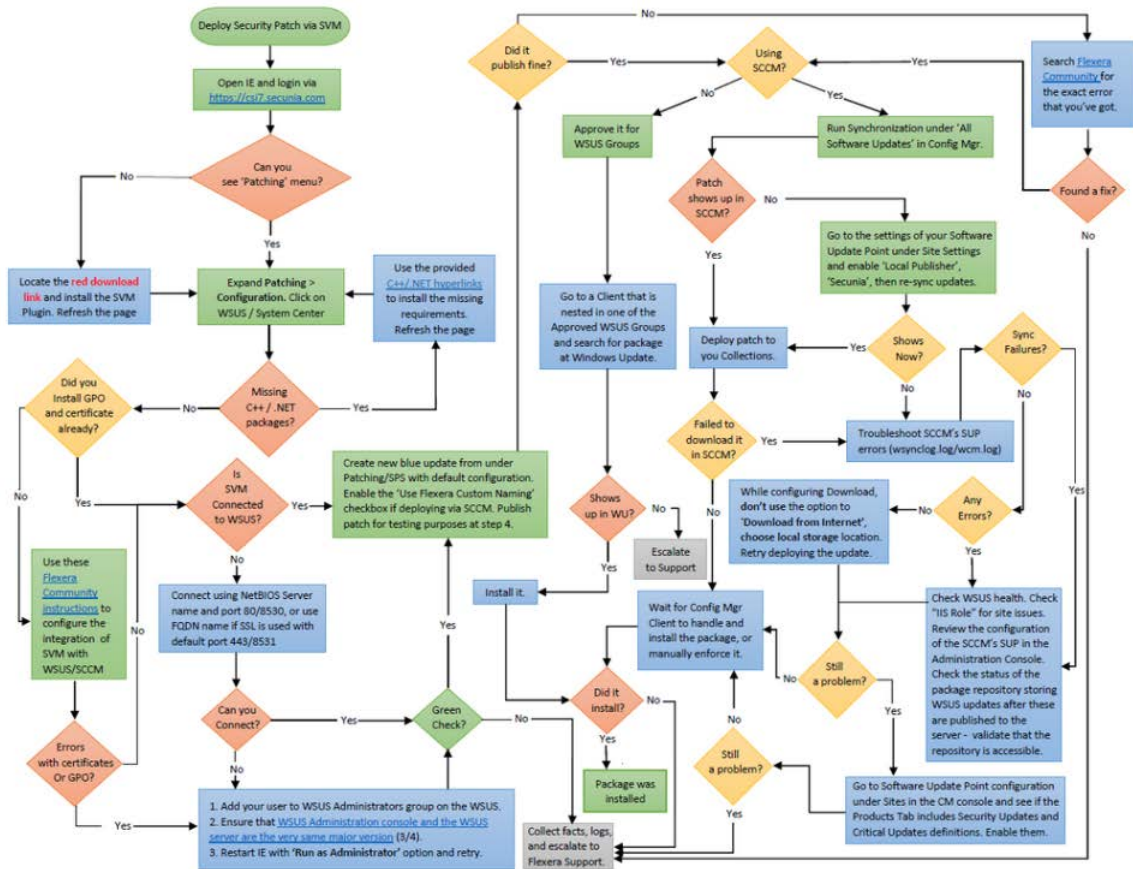 Deploy Security Patch via SVM
Open IE and login via
https://csi7.secunia.com
Can you
see 'Patching' menu?
No
Yes
Locate the red download
link and install the SVM
Plugin. Refresh the page
Expand Patching >
Configuration. Click on
WSUS / System Center
Use the provided
C++/.NET hyperlinks
to install the missing
requirements.
Refresh the page
Missing
C++ / .NET
packages?
No
Yes
Did you
Install GPO
and certificate
already?
No
Yes
Use these
Flexera
Community
instructions to
configure the
integration of
SVM with
WSUS/SCCM
Errors
with certificates
Or GPO?
No
Yes
Is
SVM
Connected
to WSUS?
Yes
No
Connect using NetBIOS Server
name and port 80/8530, or use
FQDN name if SSL is used with
default port 443/8531
Can you
Connect?
Yes
No
1. Add your user to WSUS Administrators group on the WSUS.
2. Ensure that WSUS Administration console and the WSUS
server are the very same major version (3/4).
3. Restart IE with 'Run as Administrator' option and retry.
Green
Check?
Yes
No
Create new blue update from under
Patching/SPS with default configuration.
Enable the 'Use Flexera Custom Naming'
checkbox if deploying via SCCM. Publish
patch for testing purposes at step 4.
Did it
publish fine?
No
Yes
Using
SCCM?
No
Yes
Yes
Search Flexera
Community for
the exact error
that you've got.
Found a fix?
No
Approve it for
WSUS Groups
Run Synchronization under 'All
Software Updates' in Config Mgr.
Patch
shows up in
SCCM?
No
Yes
Go to the settings of your Software
Update Point under Site Settings
and enable 'Local Publisher',
'Secunia', then re-sync updates.
Go to a Client that is
nested in one of the
Approved WSUS Groups
and search for package
at Windows Update.
Deploy patch to
you Collections.
Yes
Shows
Now?
No
Sync
Failures?
Yes
No
Failed to
download it
in SCCM?
Yes
No
Troubleshoot SCCM's SUP
errors (wsynclog.log/wcm.log)
Shows
up in WU?
No
Yes
Escalate
to Support
Install it.
While configuring Download,
don't use the option to
'Download from Internet',
choose local storage location.
Retry deploying the update.
No
Any
Errors?
Yes
Wait for Config Mgr
Client to handle and
install the package, or
manually enforce it.
Check WSUS health. Check
"IIS Role" for site issues.
Review the configuration
of the SCCM's SUP in the
Administration Console.
Check the status of the
package repository storing
WSUS updates after these
are published to the
server - validate that the
repository is accessible.
No
Still
a problem?
Yes
Did it
install?
No
Yes
Package was
installed
No
Still
a problem?
Yes
Go to Software Update Point configuration
under Sites in the CM console and see if the
Products Tab includes Security Updates and
Critical Updates definitions. Enable them.
Collect facts, logs,
and escalate to
Flexera Support.